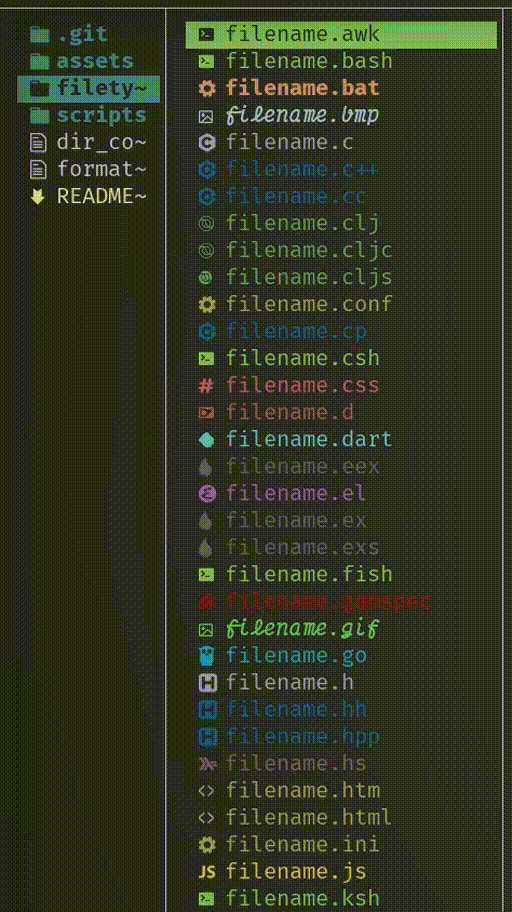 .git
assets
filety~
scripts
dir_co~
format~
README~
filename.awk
filename.bash
filename.bat
filename.bmp
filename.c
filename.c++
filename.cc
filename.clj
filename.cljc
filename.cljs
filename.conf
filename.cp
filename.csh
filename.css
filename.d
filename.dart
filename.eex
filename.el
filename.ex
filename.exs
filename.fish
filename.gemspec
filename.gif
filename.go
filename.h
filename.hh
filename.hpp
filename.hs
filename.htm
filename.html
filename.ini
JS filename.js
filename.ksh